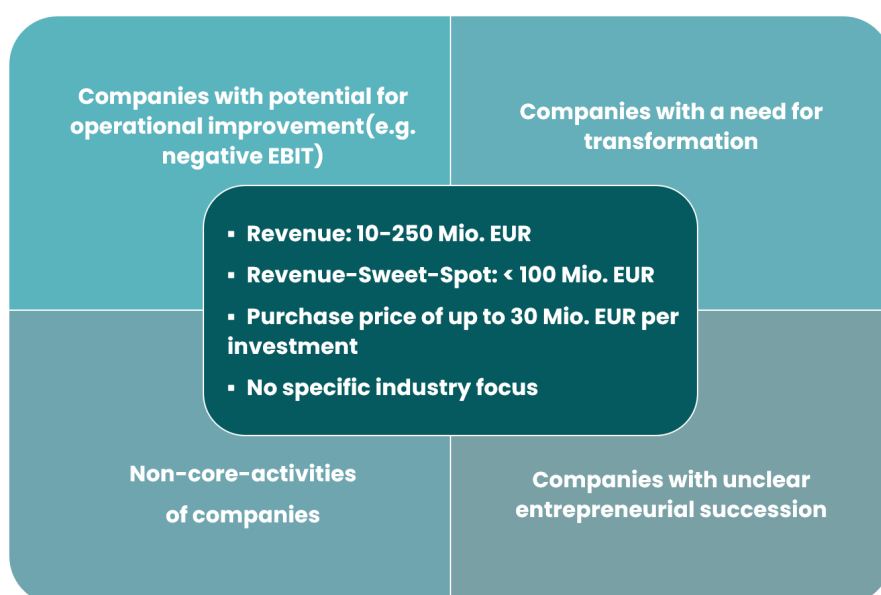 Companies with potential for
operational improvement(e.g.
negative EBIT)
Companies with a need for
transformation
▪ Revenue: 10-250 Mio. EUR
▪ Revenue-Sweet-Spot: < 100 Mio. EUR
▪ Purchase price of up to 30 Mio. EUR per
investment
▪ No specific industry focus
Non-core-activities
of companies
Companies with unclear
entrepreneurial succession